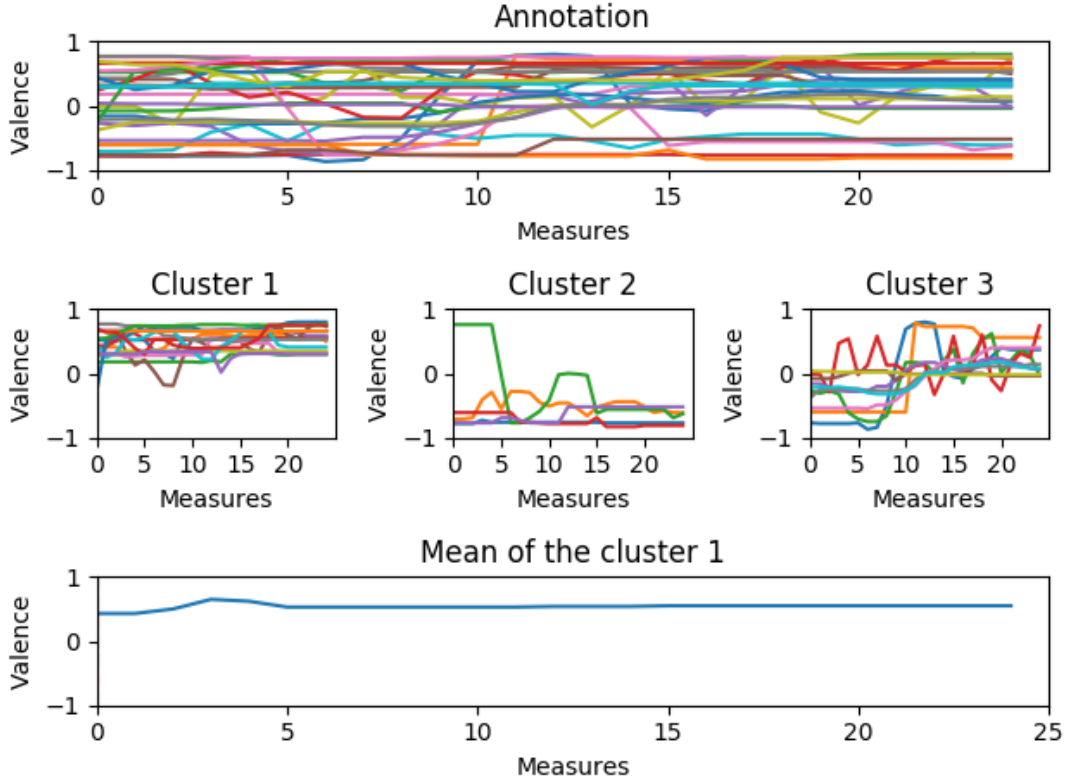 Annotation
1
0
−1
Valence
0 5 10 15 20
Measures
Cluster 1 Cluster 2 Cluster 3
1 1 1
0 0 0
−1 −1 −1
Valence Valence Valence
0 5 10 15 20 0 5 10 15 20 0 5 10 15 20
Measures Measures Measures
Mean of the cluster 1
1
0
−1
Valence
0 5 10 15 20 25
Measures